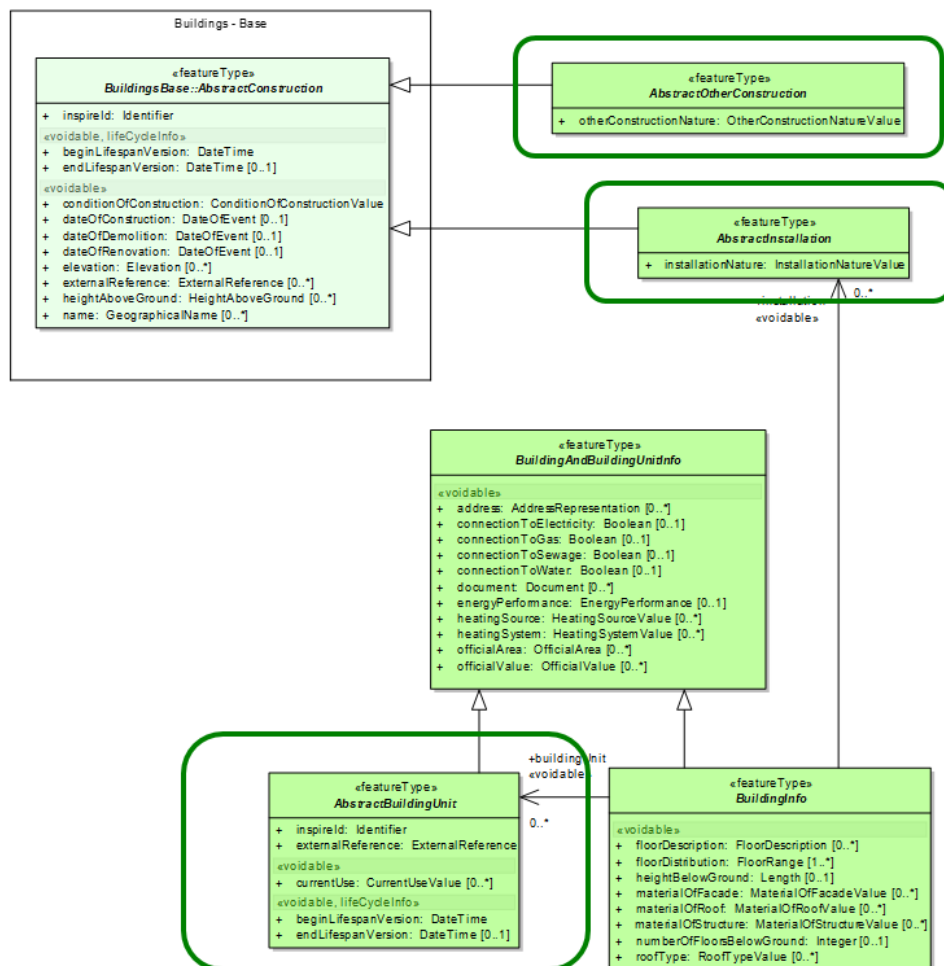 Buildings - Base
«featureType»
BuildingsBase::AbstractConstruction
+ inspireId: Identifier
«voidable, lifeCycleInfo»
+ beginLifespanVersion: DateTime
+ endLifespanVersion: DateTime [0..1]
«voidable»
+ conditionOfConstruction: ConditionOfConstructionValue
+ dateOfConstruction: DateOfEvent [0..1]
+ dateOfDemolition: DateOfEvent [0..1]
+ dateOfRenovation: DateOfEvent [0..1]
+ elevation: Elevation [0..*]
+ externalReference: ExternalReference [0..*]
+ heightAboveGround: HeightAboveGround [0..*]
+ name: GeographicalName [0..*]
«featureType»
AbstractOtherConstruction
+ otherConstructionNature: OtherConstructionNatureValue
«featureType»
AbstractInstallation
+ installationNature: InstallationNatureValue
0..*
«voidable»
«featureType»
BuildingAndBuildingUnitInfo
«voidable»
+ address: AddressRepresentation [0..*]
+ connectionToElectricity: Boolean [0..1]
+ connectionToGas: Boolean [0..1]
+ connectionToSewage: Boolean [0..1]
+ connectionToWater: Boolean [0..1]
+ document: Document [0..*]
+ energyPerformance: EnergyPerformance [0..1]
+ heatingSource: HeatingSourceValue [0..*]
+ heatingSystem: HeatingSystemValue [0..*]
+ officialArea: OfficialArea [0..*]
+ officialValue: OfficialValue [0..*]
+buildingUnit
«voidable»
0..*
«featureType»
AbstractBuildingUnit
+ inspireId: Identifier
+ externalReference: ExternalReference
«voidable»
+ currentUse: CurrentUseValue [0..*]
«voidable, lifeCycleInfo»
+ beginLifespanVersion: DateTime
+ endLifespanVersion: DateTime [0..1]
«featureType»
BuildingInfo
«voidable»
+ floorDescription: FloorDescription [0..*]
+ floorDistribution: FloorRange [1..*]
+ heightBelowGround: Length [0..1]
+ materialOfFacade: MaterialOfFacadeValue [0..*]
+ materialOfRoof: MaterialOfRoofValue [0..*]
+ materialOfStructure: MaterialOfStructureValue [0..*]
+ numberOfFloorsBelowGround: Integer [0..1]
+ roofType: RoofTypeValue [0..*]